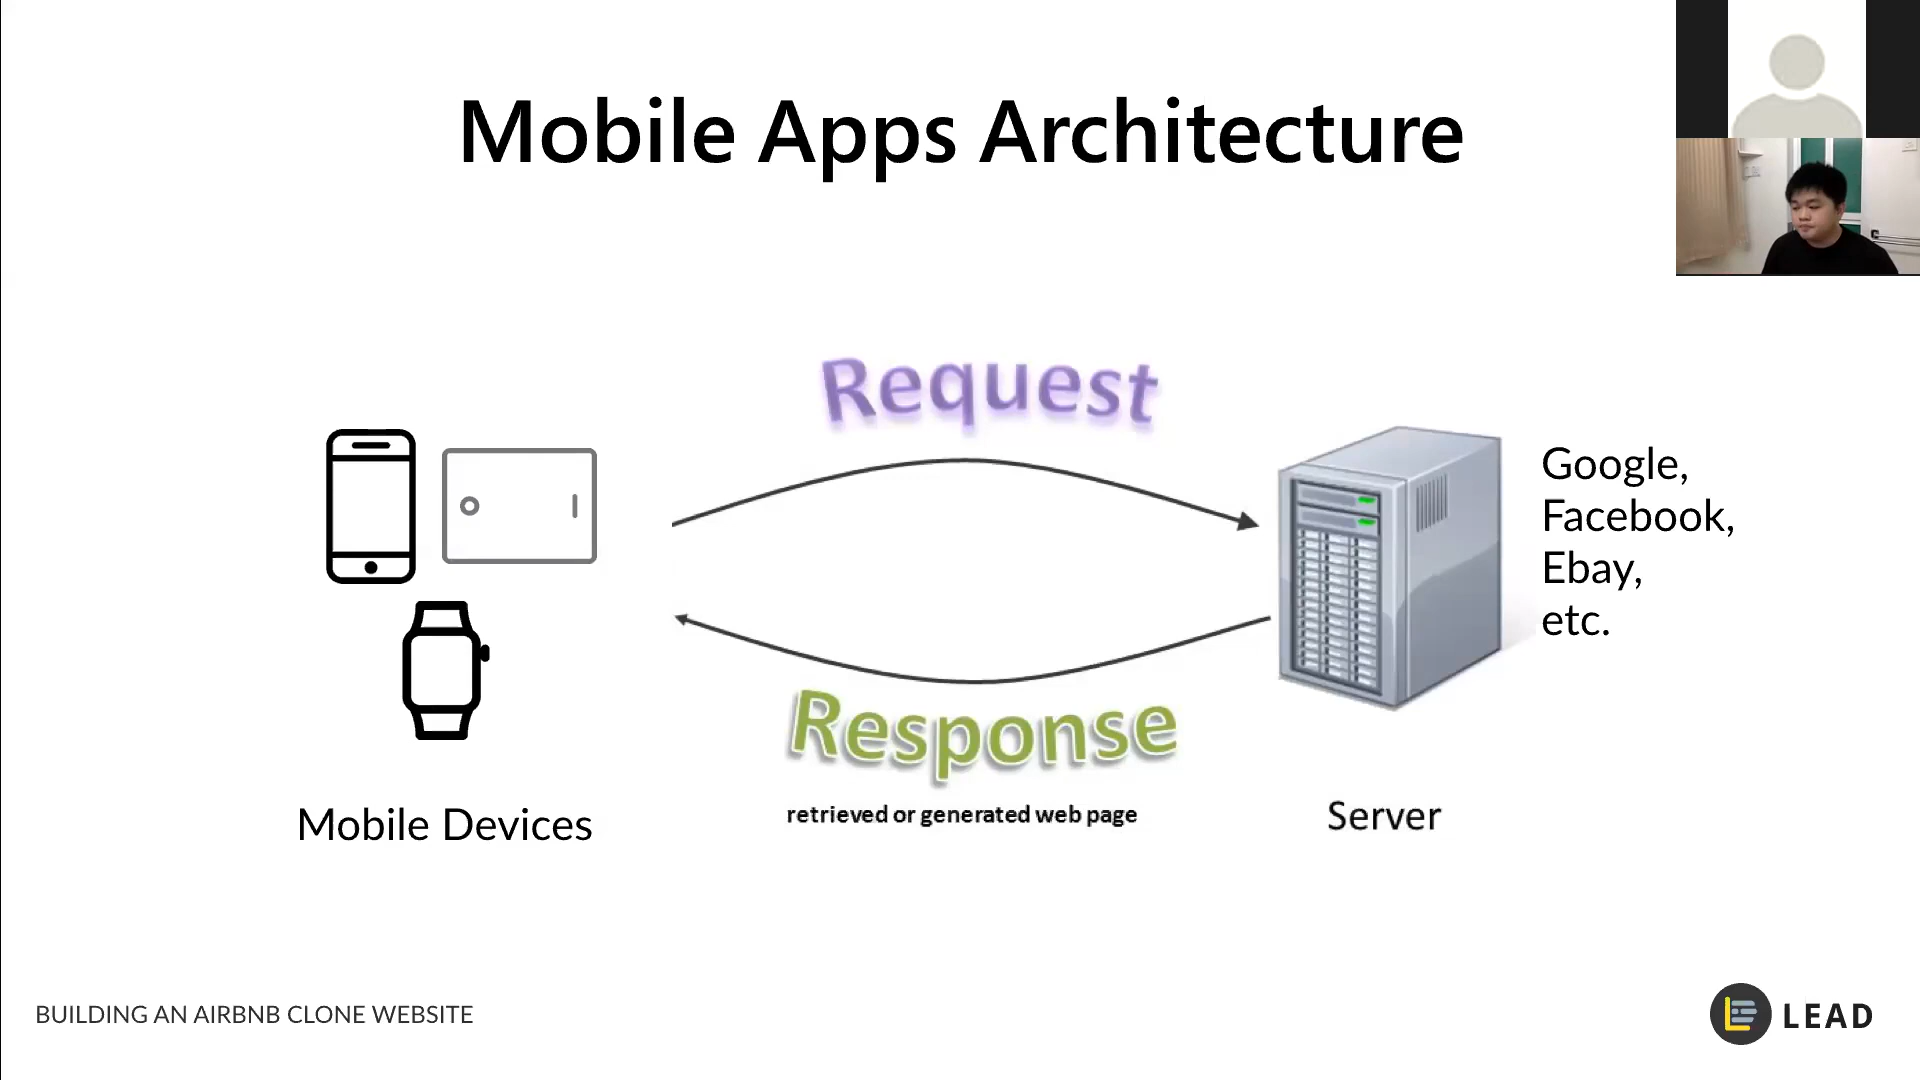 Mobile Apps Architecture
Request
Google,
Facebook,
Ebay,
etc.
Response
retrieved or generated web page
Mobile Devices
Server
BUILDING AN AIRBNB CLONE WEBSITE
LEAD